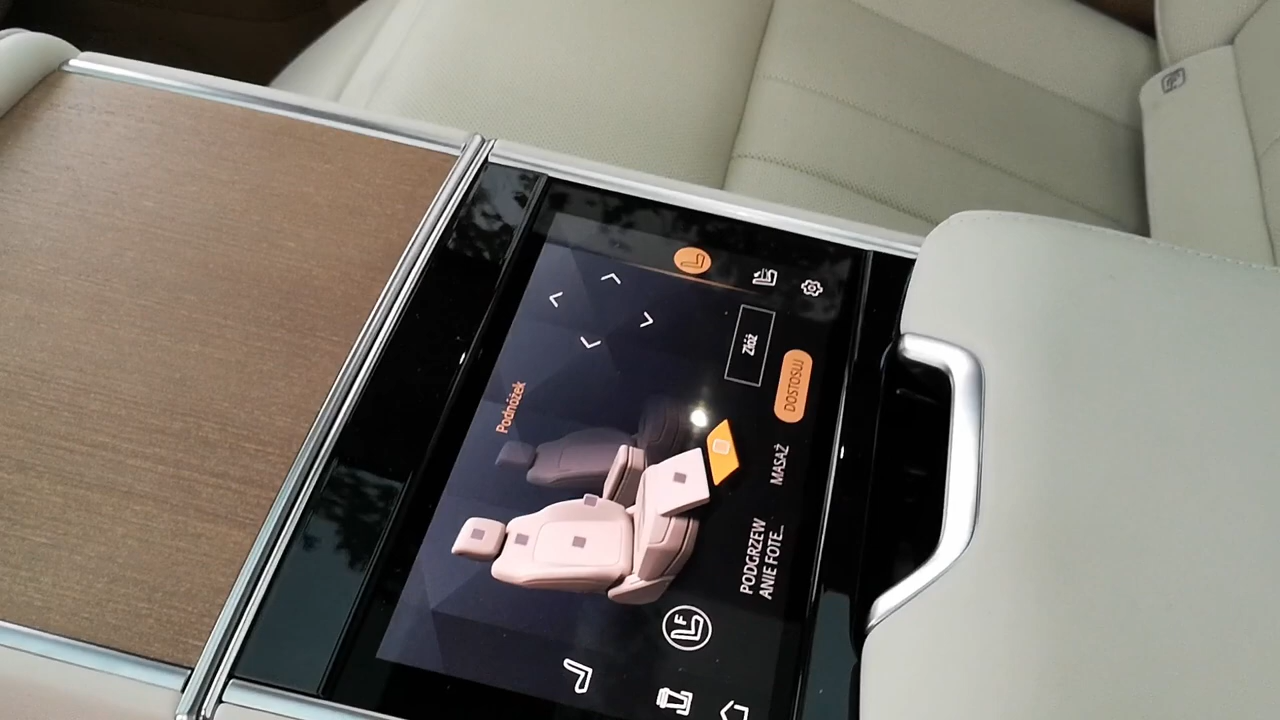 Podnóżek
Złóż
DOSTOSUJ
MASAŻ
PODGRZEW
ANIE FOTE...
F